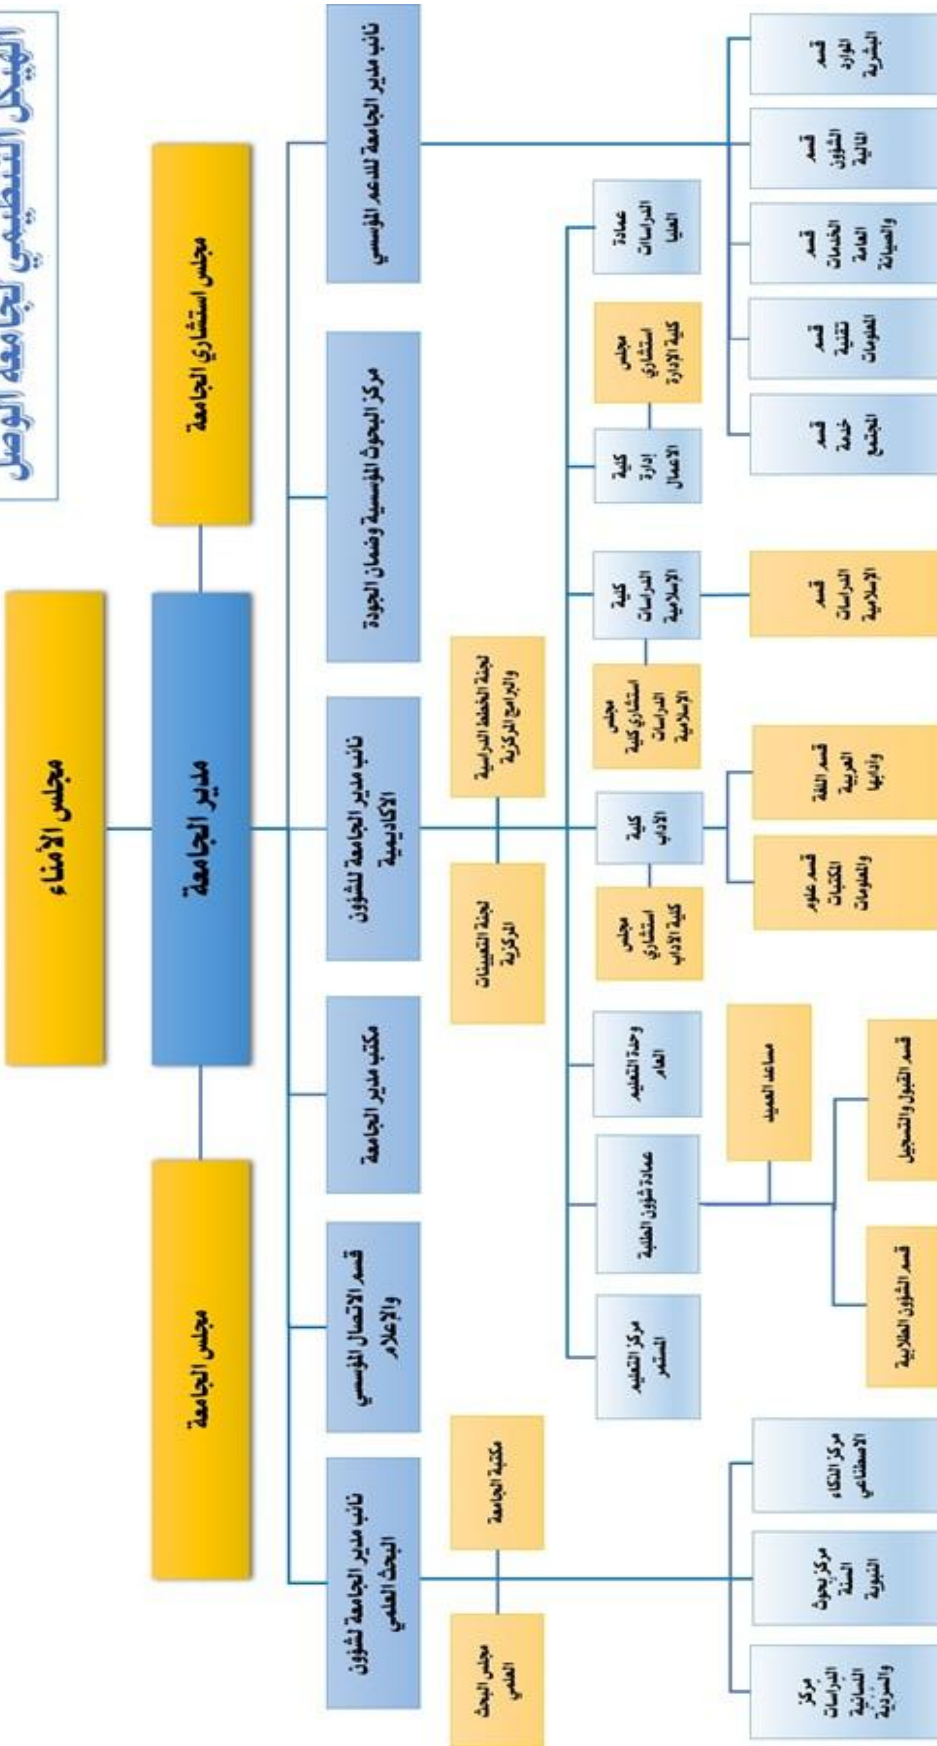 الهيكل التنظيمي لجامعة الوصل
مجلس الأمناء
مجلس استشاري الجامعة
مدير الجامعة
مجلس الجامعة
نائب مدير الجامعة للدعم المؤسسي
مركز البحوث المؤسسية وضمان الجودة
نائب مدير الجامعة للشؤون
الأكاديمية
مكتب مدير الجامعة
قسم الاتصال المؤسسي
والإعلام
نائب مدير الجامعة لشؤون
البحث العلمي
لجنة الخطط الدراسية
والبرامج المركزية
لجنة التعيينات
المركزية
مكتبة الجامعة
مجلس البحث
العلمي
عمادة
الدراسات
العليا
مجلس
استشاري
كلية الإدارة
كلية
إدارة
الاعمال
كلية
الدراسات
الإسلامية
مجلس
استشاري كلية
الدراسات
الإسلامية
كلية
الآداب
مجلس
استشاري
كلية الآداب
وحدة التعليم
العام
عمادة شؤون الطلبة
مركز التعليم
المستمر
قسم
الموارد
البشرية
قسم
الشؤون
المالية
قسم
الخدمات
العامة
والصيانة
قسم
تقنية
المعلومات
قسم
خدمة
المجتمع
قسم
الدراسات
الإسلامية
قسم اللغة
العربية
وآدابها
قسم علوم
المكتبات
والمعلومات
مساعد العميد
قسم القبول والتسجيل
قسم الشؤون الطلابية
مركز الذكاء
الاصطناعي
مركز بحوث
السنة
النبوية
مركز
الدراسات
اللسانية
والسردية